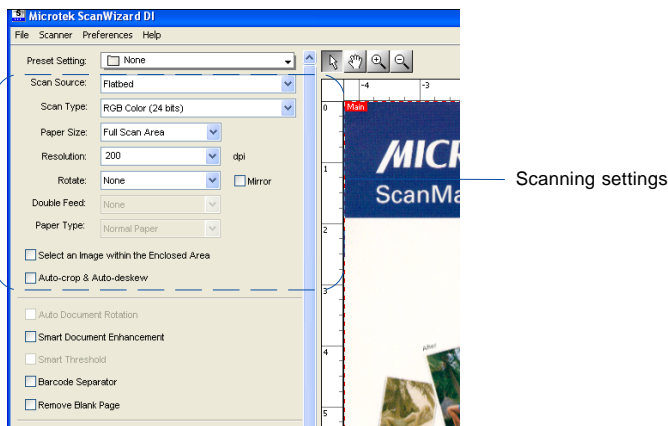 Microtek ScanWizard DI
File Scanner Preferences Help
Preset Setting: None
Scan Source: Flatbed
Scan Type: RGB Color (24 bits)
Paper Size: Full Scan Area
Resolution: 200 dpi
Rotate: None Mirror
Double Feed: None
Paper Type: Normal Paper
Select an Image within the Enclosed Area
Auto-crop & Auto-deskew
Auto Document Rotation
Smart Document Enhancement
Smart Threshold
Barcode Separator
Remove Blank Page
-4 -3
0
1
2
3
4
5
Main
MICR
ScanMa
After
Scanning settings